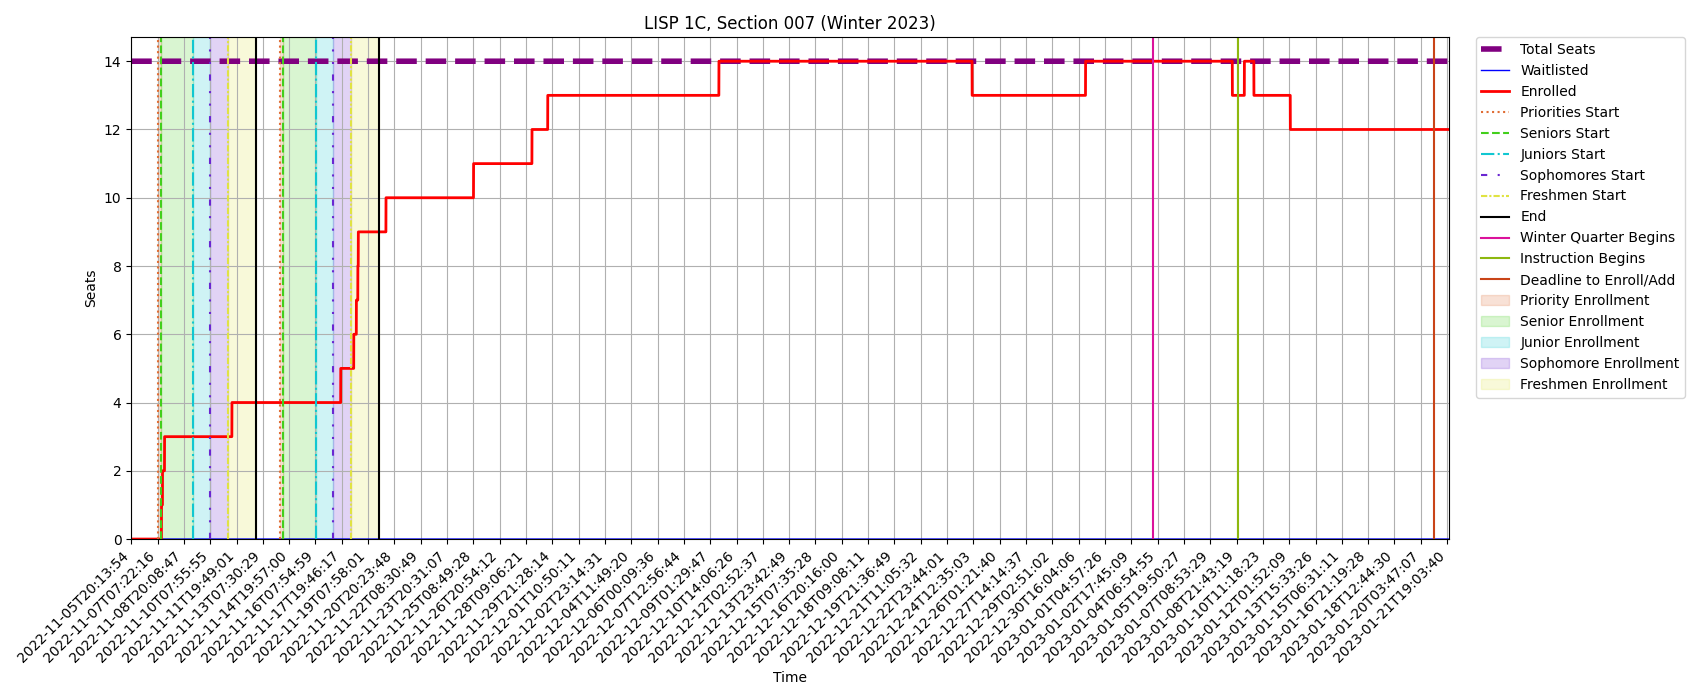 LISP 1C, Section 007 (Winter 2023)
Seats
14
12
10
8
6
4
2
0
2022-11-05T20:13:54
2022-11-07T07:22:16
2022-11-08T20:08:47
2022-11-10T07:55:55
2022-11-11T19:49:01
2022-11-13T07:30:29
2022-11-14T19:57:00
2022-11-16T07:54:59
2022-11-17T19:46:17
2022-11-19T07:58:01
2022-11-20T20:23:48
2022-11-22T08:30:49
2022-11-23T20:31:07
2022-11-25T08:49:28
2022-11-26T20:54:12
2022-11-28T09:06:21
2022-11-29T21:28:14
2022-12-01T10:50:11
2022-12-02T23:14:31
2022-12-04T11:49:20
2022-12-06T00:09:36
2022-12-07T12:56:44
2022-12-09T01:29:47
2022-12-10T14:06:26
2022-12-12T02:52:37
2022-12-13T23:42:49
2022-12-15T07:35:28
2022-12-16T20:16:00
2022-12-18T09:08:11
2022-12-19T21:36:49
2022-12-21T11:05:32
2022-12-22T23:44:01
2022-12-24T12:35:03
2022-12-26T01:21:40
2022-12-27T14:14:37
2022-12-29T02:51:02
2022-12-30T16:04:06
2023-01-01T04:57:26
2023-01-02T17:45:09
2023-01-04T06:54:55
2023-01-05T19:50:27
2023-01-07T08:53:29
2023-01-08T21:43:19
2023-01-10T11:18:23
2023-01-12T01:52:09
2023-01-13T15:33:26
2023-01-15T06:31:11
2023-01-16T21:19:28
2023-01-18T12:44:30
2023-01-20T03:47:07
2023-01-21T19:03:40
Time
Total Seats
Waitlisted
Enrolled
Priorities Start
Seniors Start
Juniors Start
Sophomores Start
Freshmen Start
End
Winter Quarter Begins
Instruction Begins
Deadline to Enroll/Add
Priority Enrollment
Senior Enrollment
Junior Enrollment
Sophomore Enrollment
Freshmen Enrollment